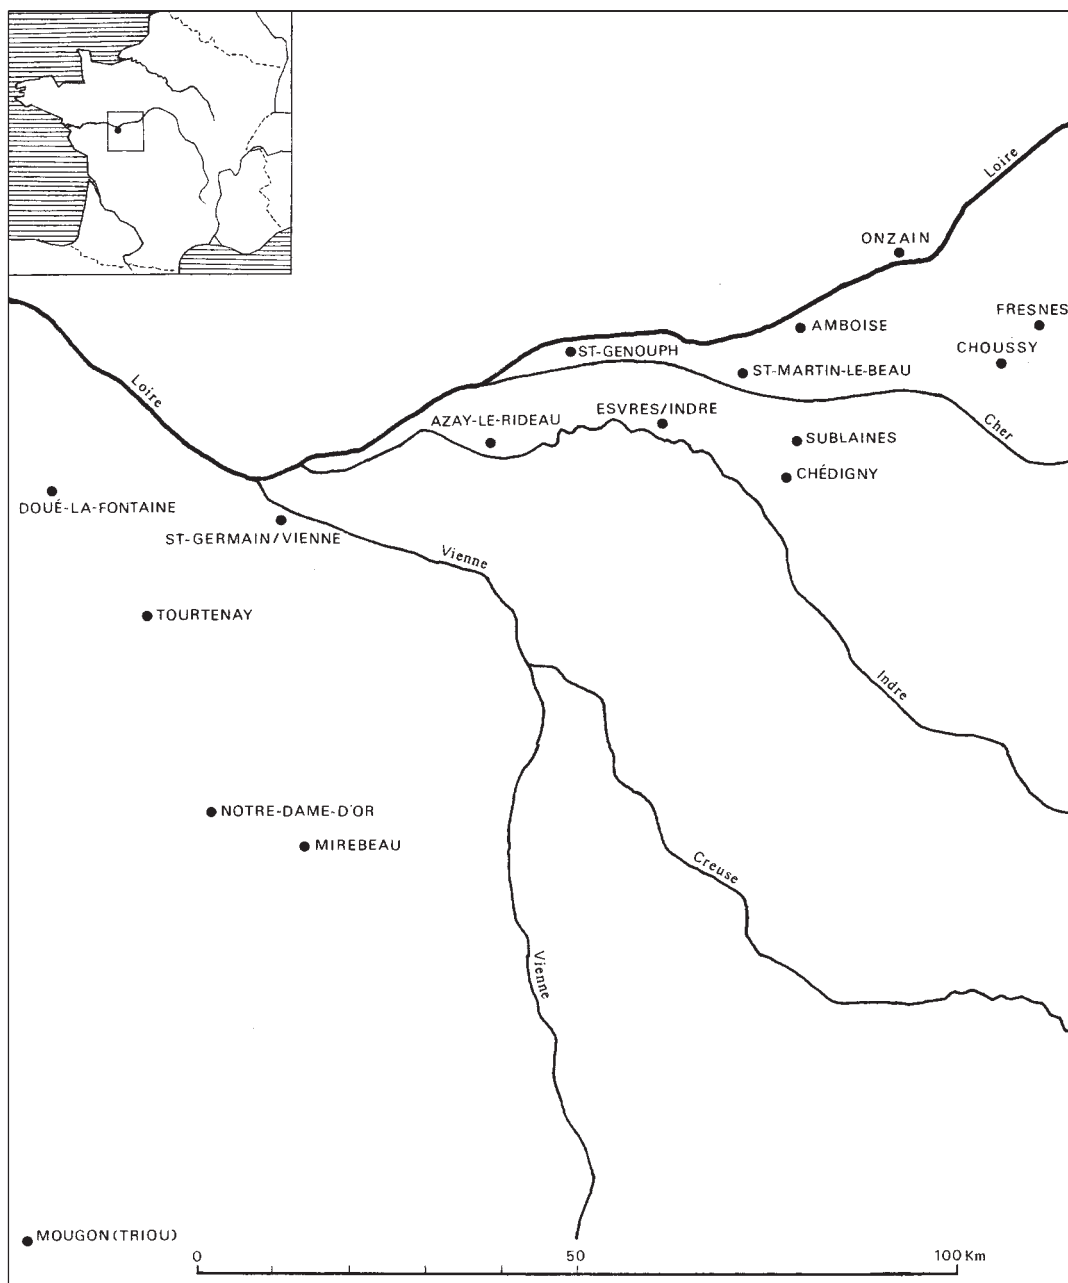 Loire
ONZAIN
FRESNES
AMBOISE
CHOUSSY
ST-GENOUPH
ST-MARTIN-LE-BEAU
Loire
AZAY-LE-RIDEAU
ESVRES/INDRE
Cher
SUBLAINES
CHÉDIGNY
DOUÉ-LA-FONTAINE
ST-GERMAIN/VIENNE
Vienne
TOURTENAY
Indre
NOTRE-DAME-D'OR
MIREBEAU
Creuse
Vienne
MOUGON(TRIOU)
0 50 100 Km